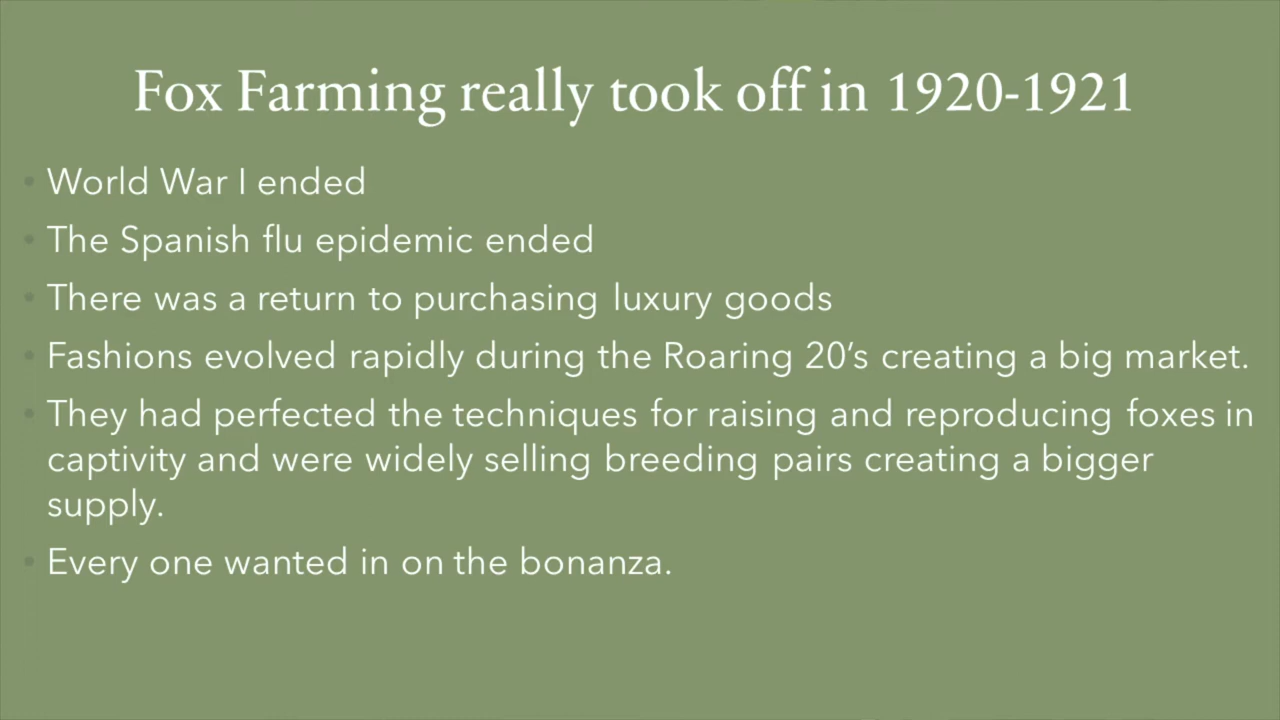 Fox Farming really took off in 1920-1921
• World War I ended
• The Spanish flu epidemic ended
• There was a return to purchasing luxury goods
• Fashions evolved rapidly during the Roaring 20’s creating a big market.
• They had perfected the techniques for raising and reproducing foxes in
captivity and were widely selling breeding pairs creating a bigger
supply.
• Every one wanted in on the bonanza.